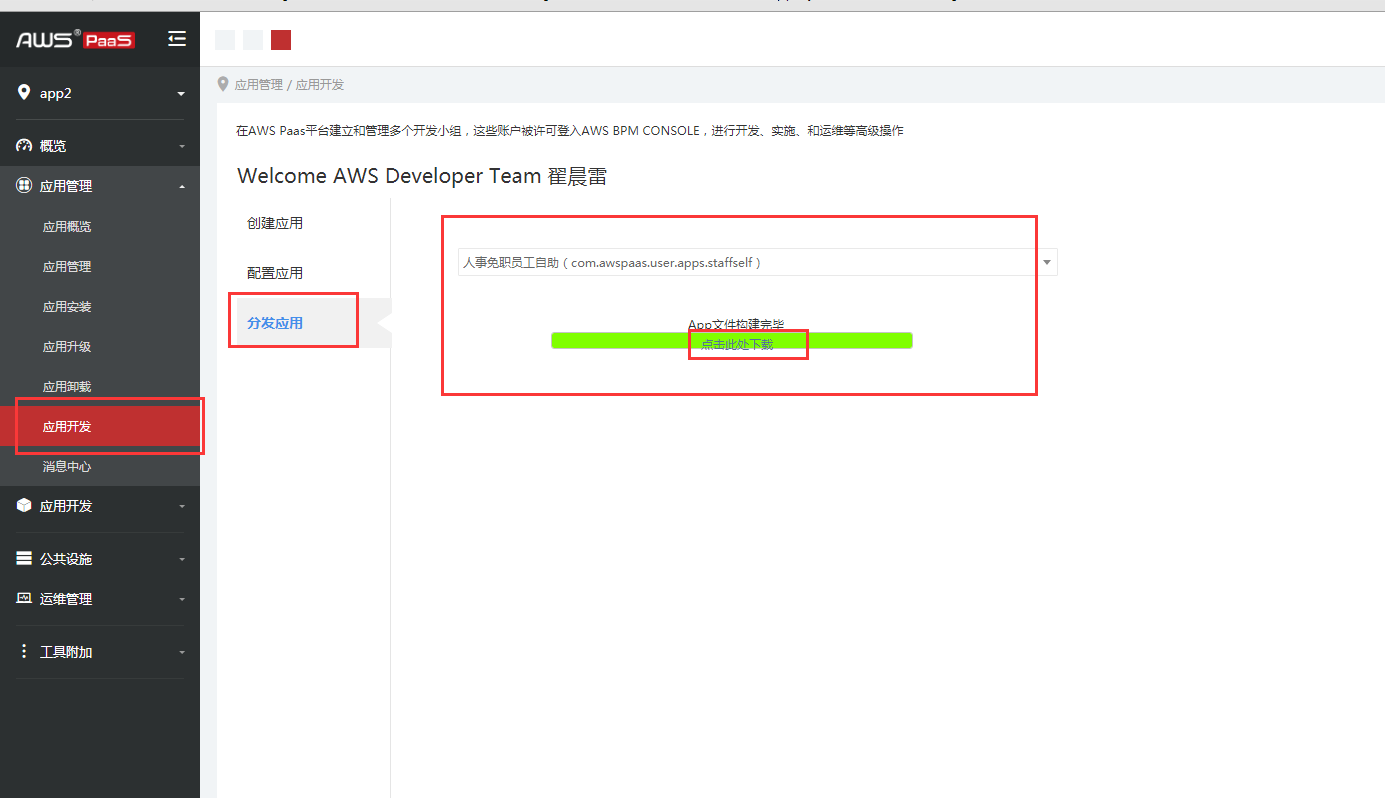 AWS® PaaS
app2
概览
应用管理
应用概览
应用管理
应用安装
应用升级
应用卸载
应用开发
消息中心
应用开发
公共设施
运维管理
工具附加
应用管理 / 应用开发
在AWS Paas平台建立和管理多个开发小组，这些账户被许可登入AWS BPM CONSOLE，进行开发、实施、和运维等高级操作
Welcome AWS Developer Team 翟晨雷
创建应用
配置应用
分发应用
人事免职员工自助（com.awspaas.user.apps.staffself）
App文件构建完毕
点击此处下载